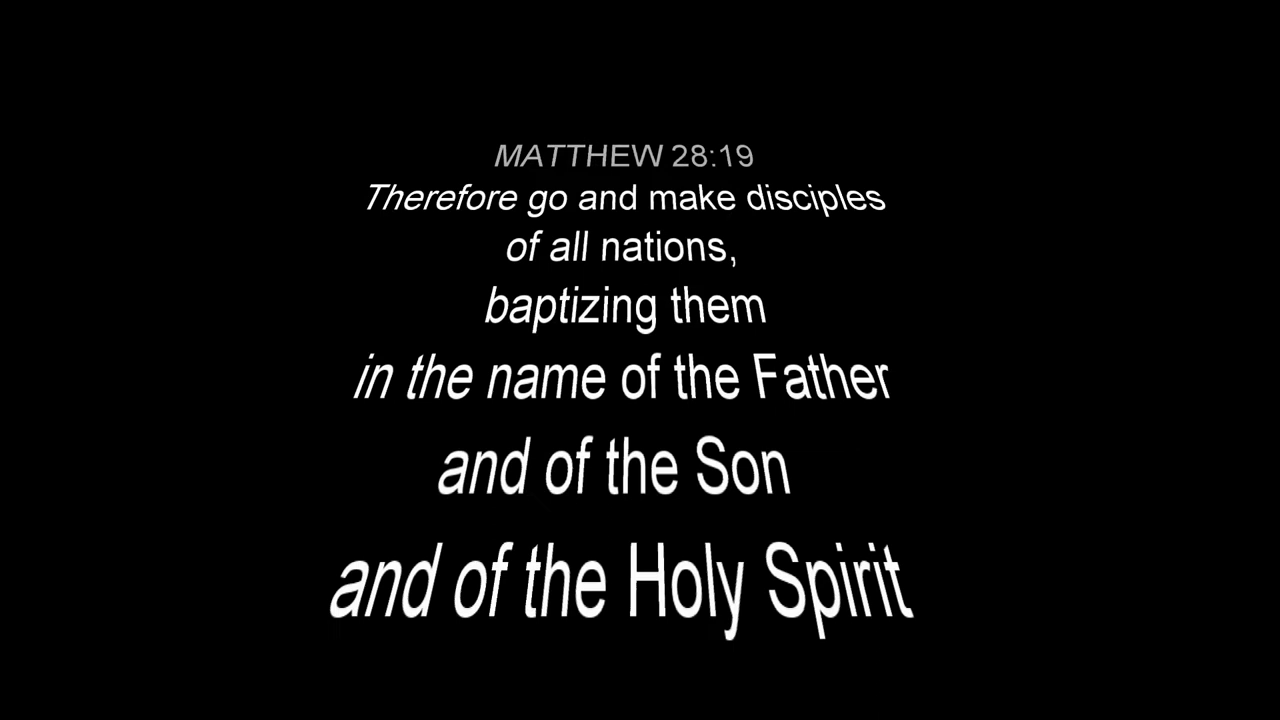 MATTHEW 28:19
Therefore go and make disciples
of all nations,
baptizing them
in the name of the Father
and of the Son
and of the Holy Spirit